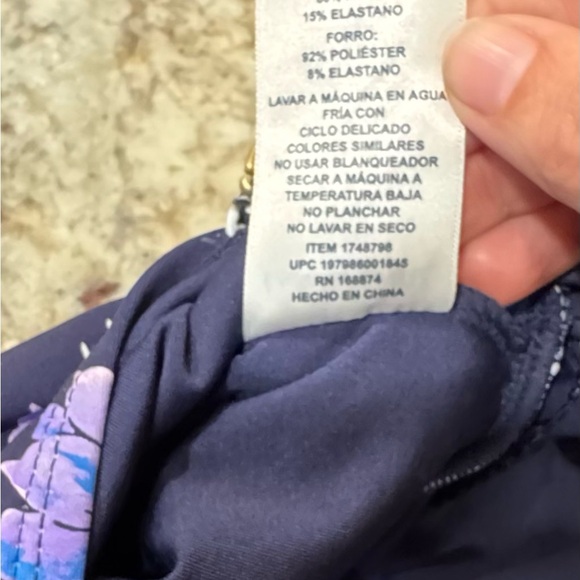 15% ELASTANO
FORRO:
92% POLIÉSTER
8% ELASTANO
LAVAR A MÁQUINA EN AGUA
FRÍA CON
CICLO DELICADO
COLORES SIMILARES
NO USAR BLANQUEADOR
SECAR A MÁQUINA A
TEMPERATURA BAJA
NO PLANCHAR
NO LAVAR EN SECO
ITEM 1748798
UPC 197986001845
RN 168874
HECHO EN CHINA